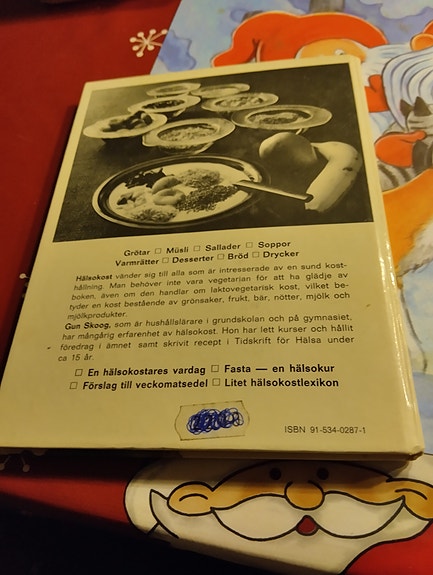 Grötar □ Müsli □ Sallader □ Soppor
Varmrätter □ Desserter □ Bröd □ Drycker
Hälsokost vänder sig till alla som är intresserade av en sund kost-
hållning. Man behöver inte vara vegetarian för att ha glädje av
boken, även om den handlar om laktovegetarisk kost, vilket be-
tyder en kost bestående av grönsaker, frukt, bär, nötter, mjölk och
mjölkprodukter.
Gun Skoog, som är hushållslärare i grundskolan och på gymnasiet,
har mångårig erfarenhet av hälsokost. Hon har lett kurser och hållit
föredrag i ämnet samt skrivit recept i Tidskrift för Hälsa under
ca 15 år.
□ En hälsokostares vardag □ Fasta — en hälsokur
□ Förslag till veckomatsedel □ Litet hälsokostlexikon
ISBN 91-534-0287-1